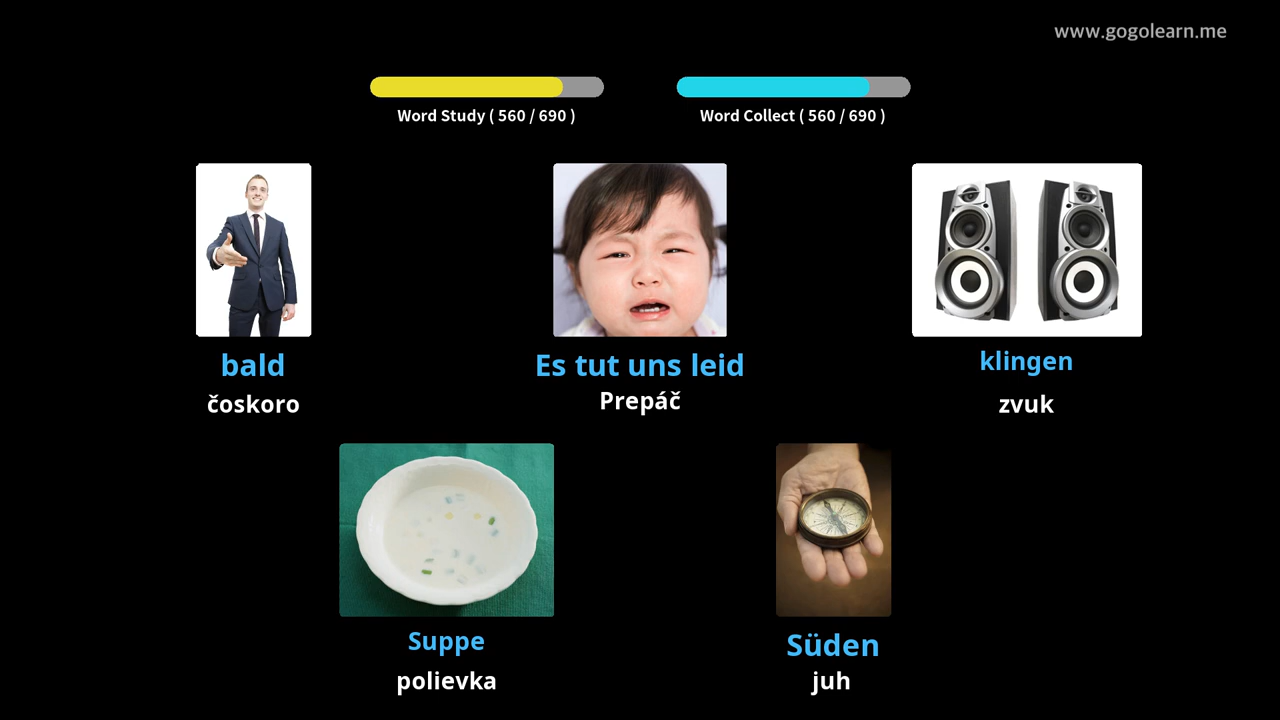 www.gogolearn.me
Word Study ( 560 / 690 )
Word Collect ( 560 / 690 )
bald
čoskoro
Es tut uns leid
Prepáč
klingen
zvuk
Suppe
polievka
Süden
juh